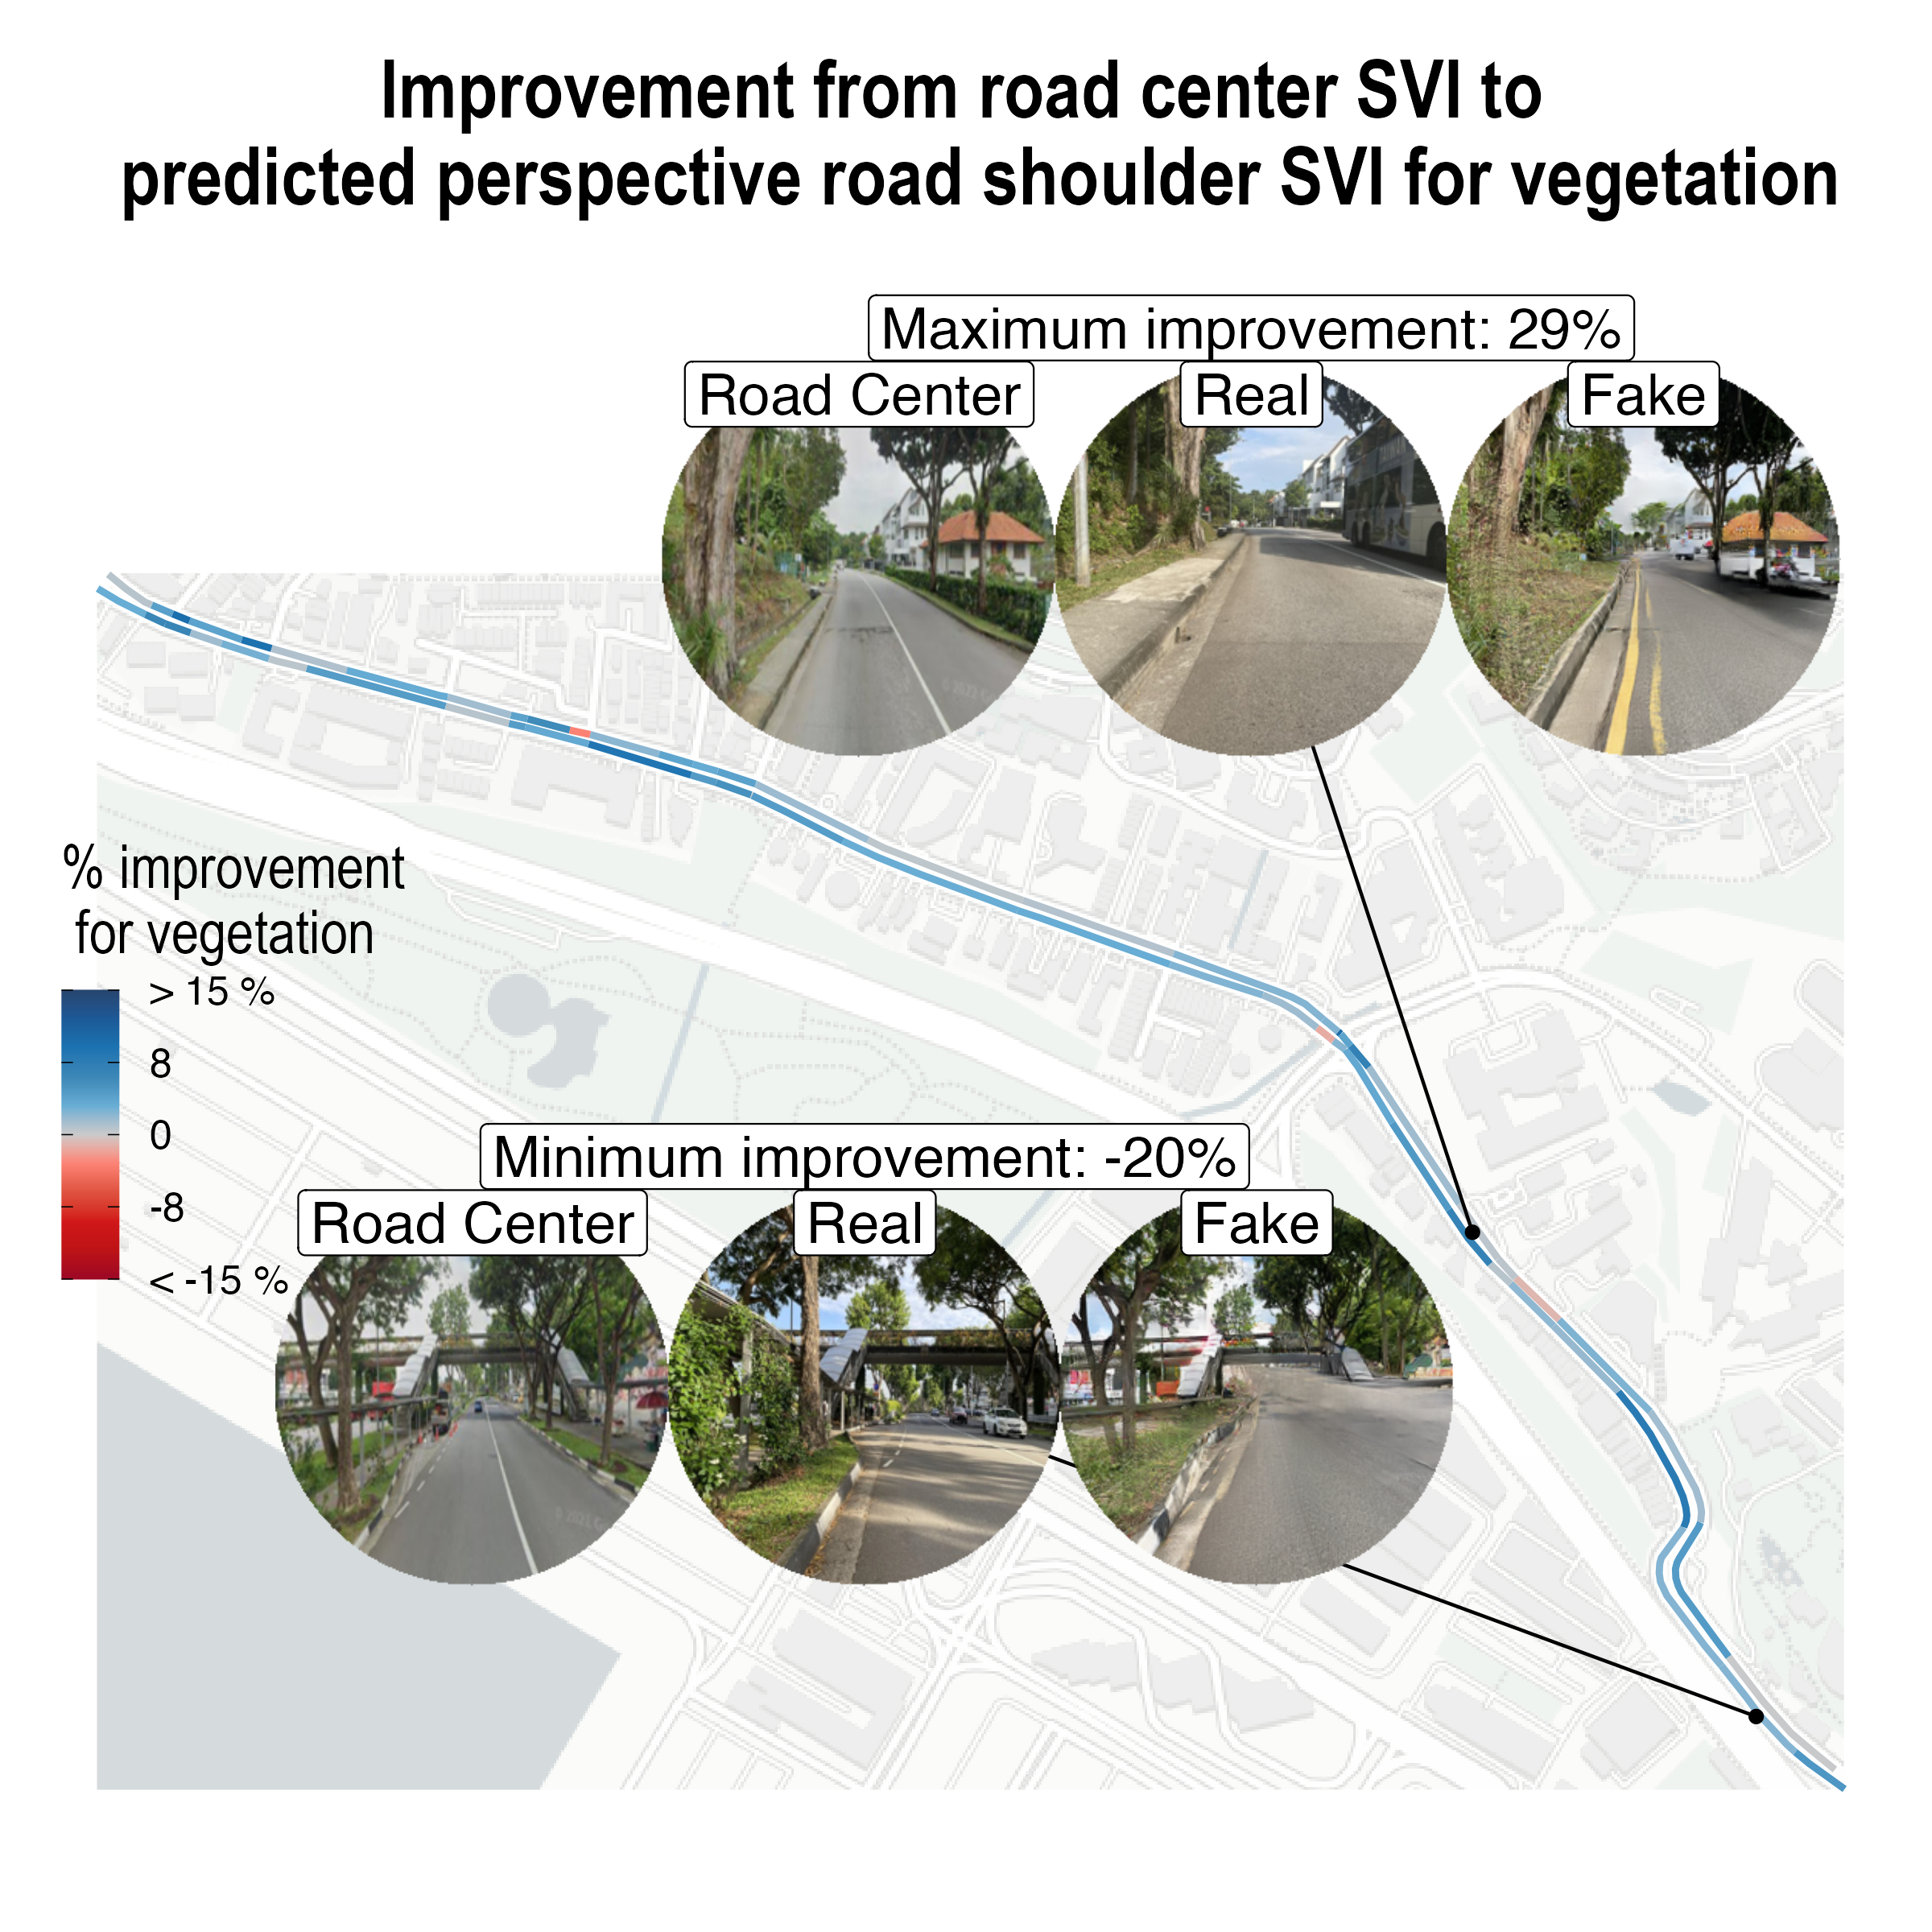 Improvement from road center SVI to
predicted perspective road shoulder SVI for vegetation
Maximum improvement: 29%
Road Center
Real
Fake
% improvement
for vegetation
> 15 %
8
0
-8
< -15 %
Minimum improvement: -20%
Road Center
Real
Fake